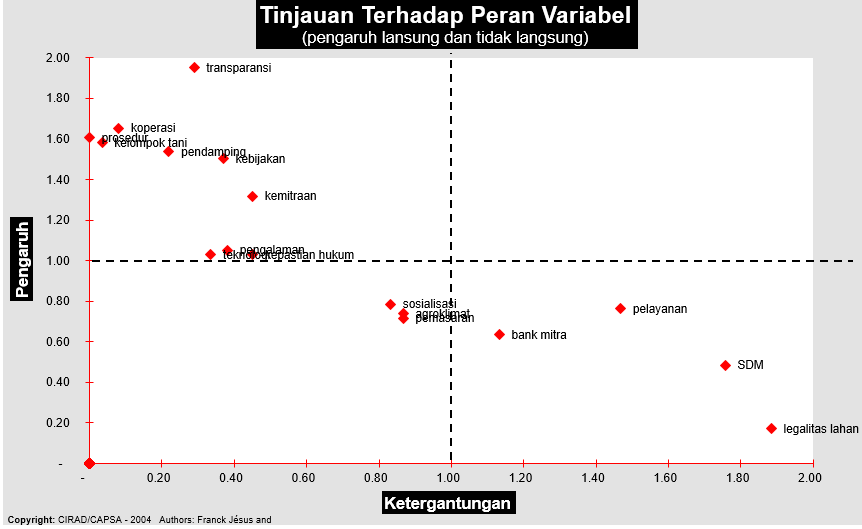 Tinjauan Terhadap Peran Variabel
(pengaruh lansung dan tidak langsung)
2.00
transparansi
1.80
koperasi
1.60
prosedur
kelompok tani
pendamping
kebijakan
1.40
kemitraan
1.20
Pengaruh
pengalaman
teknologi
kepastian hukum
1.00
0.80
sosialisasi
agroklimat
pemasaran
pelayanan
bank mitra
0.60
0.40
SDM
0.20
legalitas lahan
-
- 0.20 0.40 0.60 0.80 1.00 1.20 1.40 1.60 1.80 2.00
Ketergantungan
Copyright: CIRAD/CAPSA - 2004 Authors: Franck Jésus and